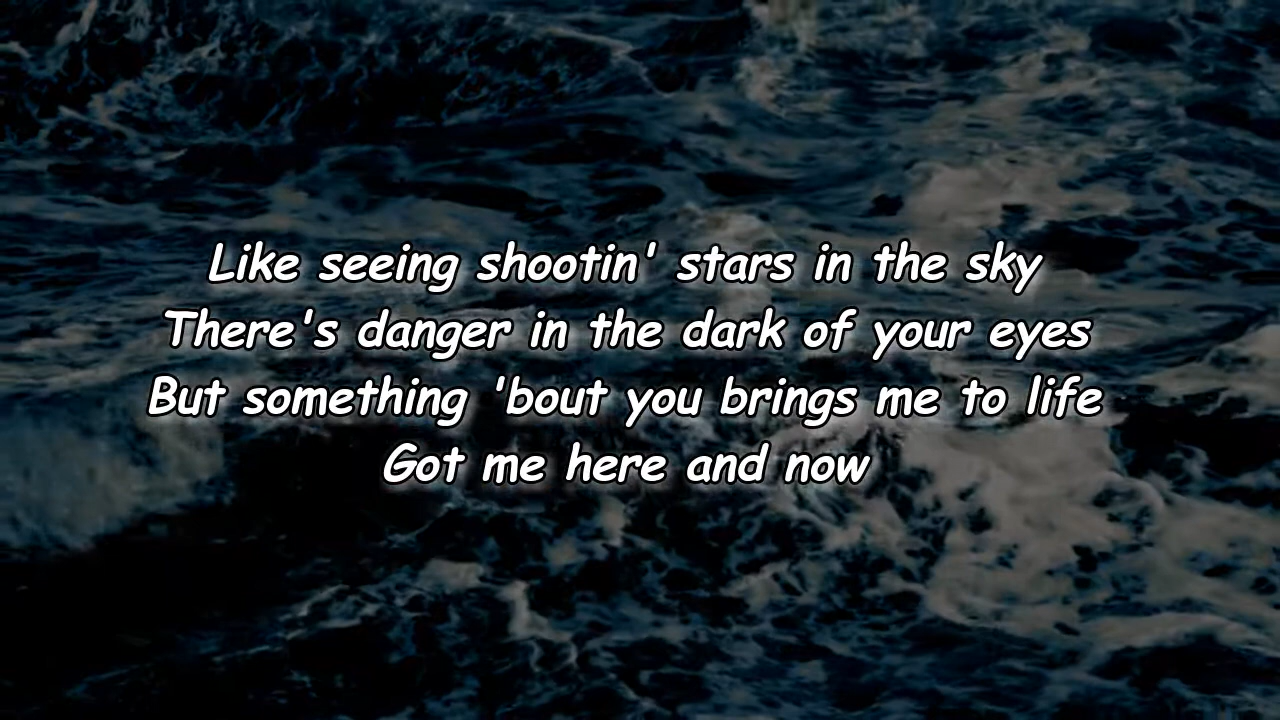 Like seeing shootin' stars in the sky
There's danger in the dark of your eyes
But something 'bout you brings me to life
Got me here and now